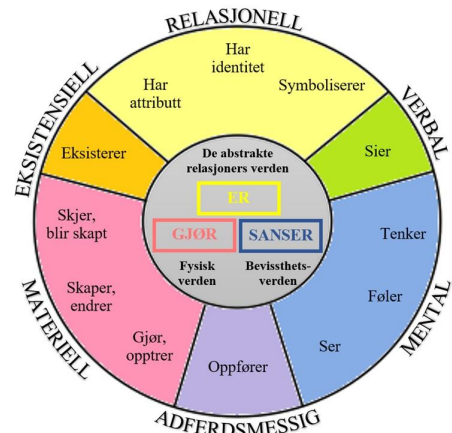 RELASJONELL
Har
identitet
Har
attributt
Symboliserer
EKSISTENSIELL
Eksisterer
VERBAL
Sier
De abstrakte
relasjoners verden
ER
GJØR
SANSER
Fysisk
verden
Bevissthets-
verden
Skjer,
blir skapt
Skaper,
endrer
Gjør,
opptrer
MATERIELL
Tenker
Føler
Ser
MENTAL
Oppfører
ADFERDSMESSIG